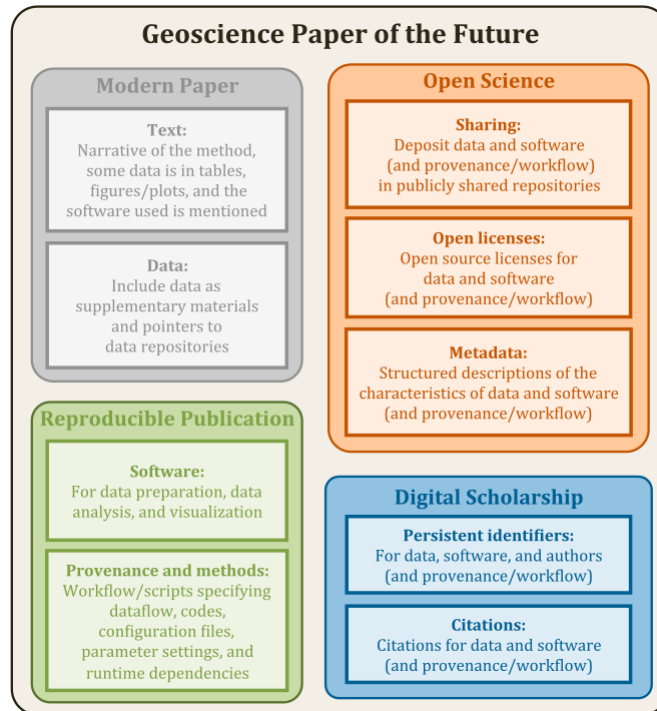 Geoscience Paper of the Future
Modern Paper
Text:
Narrative of the method,
some data is in tables,
figures/plots, and the
software used is mentioned
Data:
Include data as
supplementary materials
and pointers to
data repositories
Reproducible Publication
Software:
For data preparation, data
analysis, and visualization
Provenance and methods:
Workflow/scripts specifying
dataflow, codes,
configuration files,
parameter settings, and
runtime dependencies
Open Science
Sharing:
Deposit data and software
(and provenance/workflow)
in publicly shared repositories
Open licenses:
Open source licenses for
data and software
(and provenance/workflow)
Metadata:
Structured descriptions of the
characteristics of data and software
(and provenance/workflow)
Digital Scholarship
Persistent identifiers:
For data, software, and authors
(and provenance/workflow)
Citations:
Citations for data and software
(and provenance/workflow)